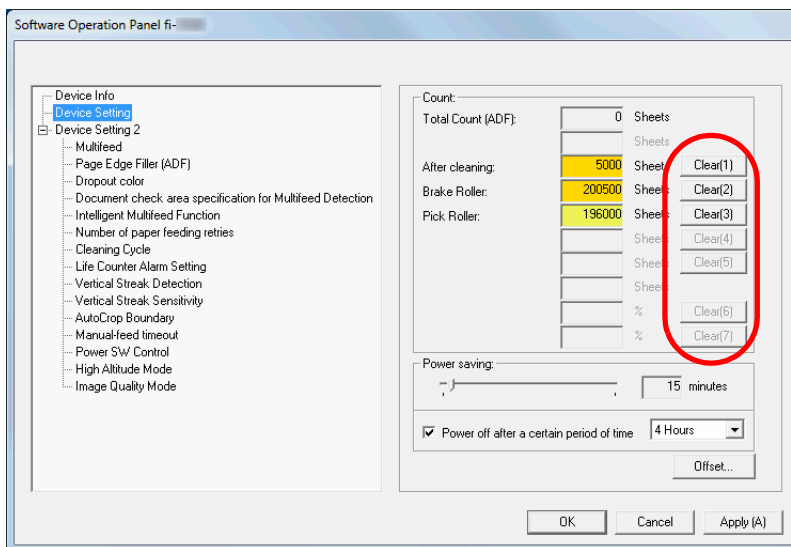 Software Operation Panel fi-
Device Info
Device Setting
Device Setting 2
Multifeed
Page Edge Filler (ADF)
Dropout color
Document check area specification for Multifeed Detection
Intelligent Multifeed Function
Number of paper feeding retries
Cleaning Cycle
Life Counter Alarm Setting
Vertical Streak Detection
Vertical Streak Sensitivity
AutoCrop Boundary
Manual-feed timeout
Power SW Control
High Altitude Mode
Image Quality Mode
Count:
Total Count (ADF): 0 Sheets
Sheets
After cleaning: 5000 Sheets Clear(1)
Brake Roller: 200500 Sheets Clear(2)
Pick Roller: 196000 Sheets Clear(3)
Sheets Clear(4)
Sheets Clear(5)
Sheets
% Clear(6)
% Clear(7)
Power saving:
15 minutes
Power off after a certain period of time 4 Hours
Offset...
OK Cancel Apply (A)